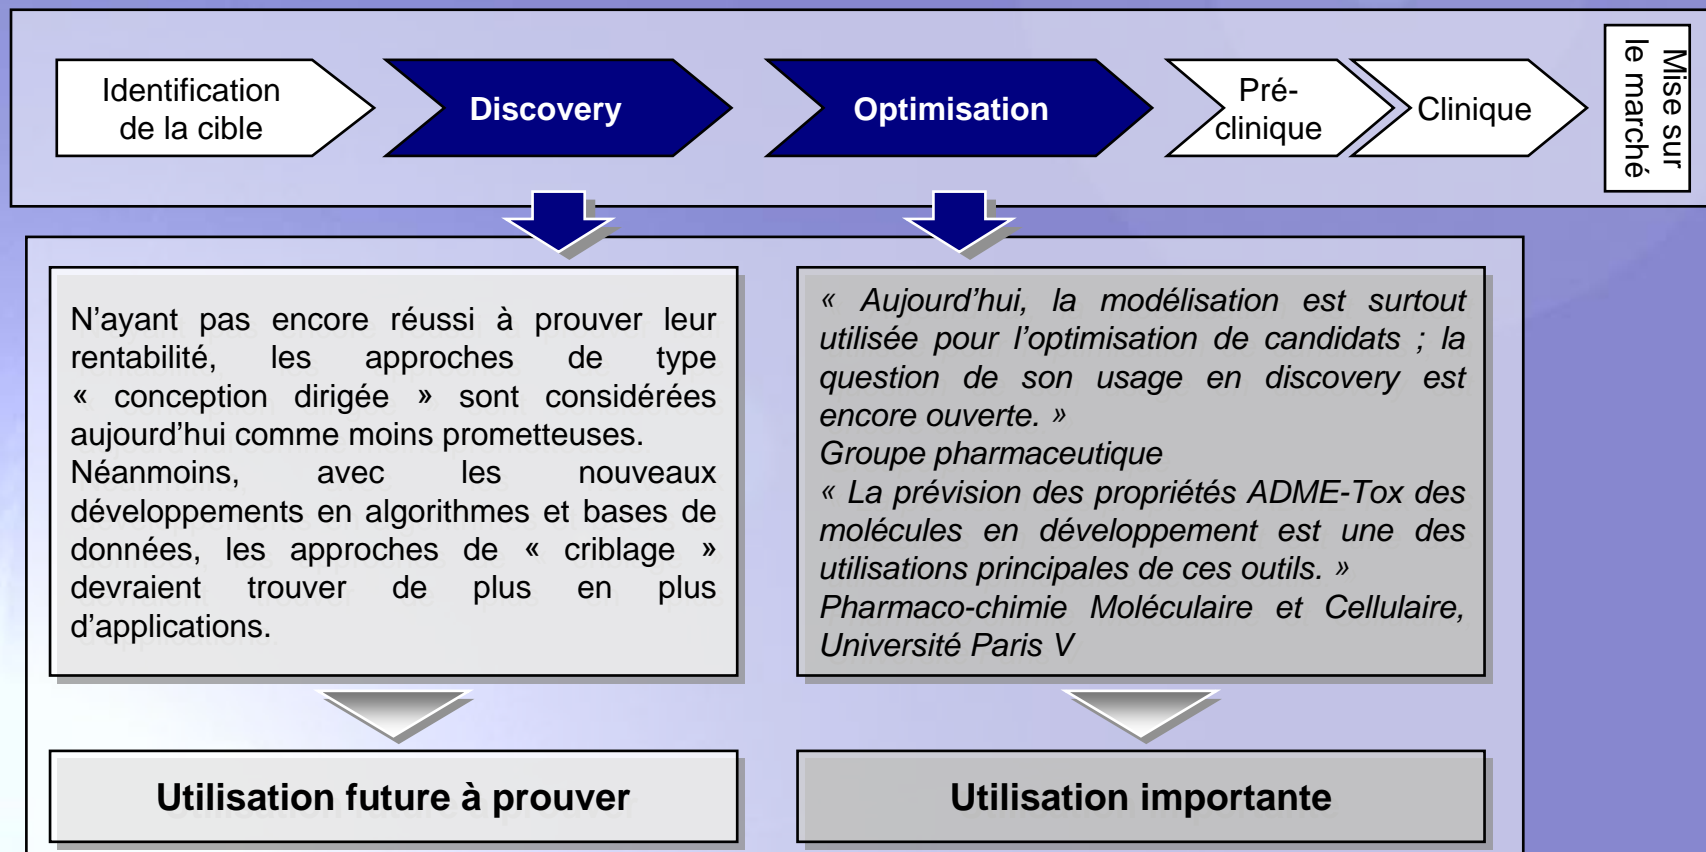 Identification
de la cible
Discovery
Optimisation
Pré-
clinique
Clinique
Mise sur
le marché
N’ayant pas encore réussi à prouver leur
rentabilité, les approches de type
« conception dirigée » sont considérées
aujourd’hui comme moins prometteuses.
Néanmoins, avec les nouveaux
développements en algorithmes et bases de
données, les approches de « criblage »
devraient trouver de plus en plus
d’applications.
« Aujourd’hui, la modélisation est surtout
utilisée pour l’optimisation de candidats ; la
question de son usage en discovery est
encore ouverte. »
Groupe pharmaceutique
« La prévision des propriétés ADME-Tox des
molécules en développement est une des
utilisations principales de ces outils. »
Pharmaco-chimie Moléculaire et Cellulaire,
Université Paris V
Utilisation future à prouver
Utilisation importante